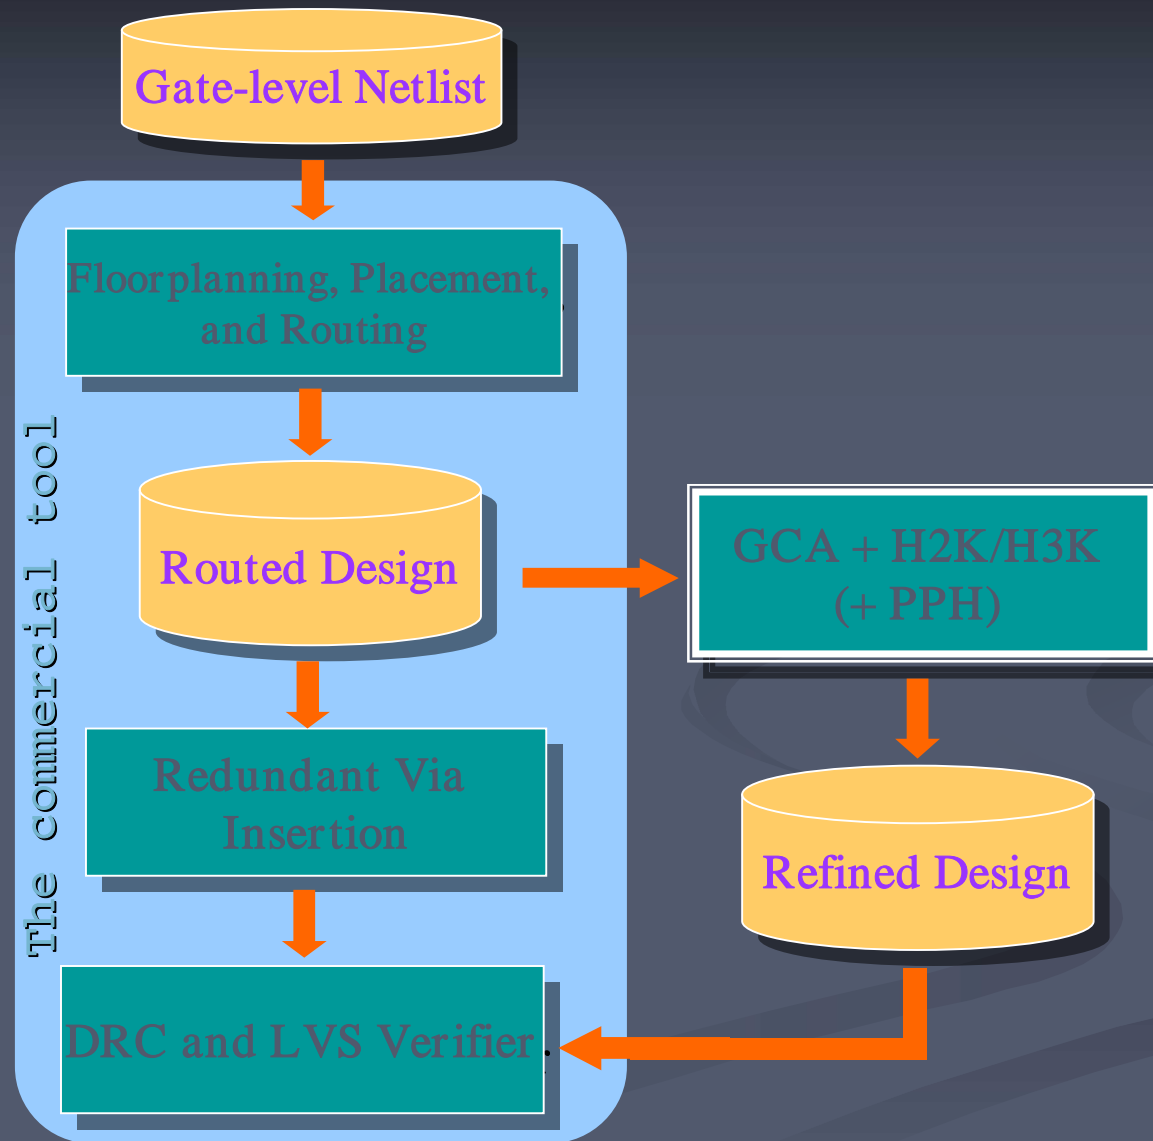 Gate-level Netlist
Floorplanning, Placement,
and Routing
The commercial tool
Routed Design
GCA + H2K/H3K
(+ PPH)
Redundant Via
Insertion
Refined Design
DRC and LVS Verifier